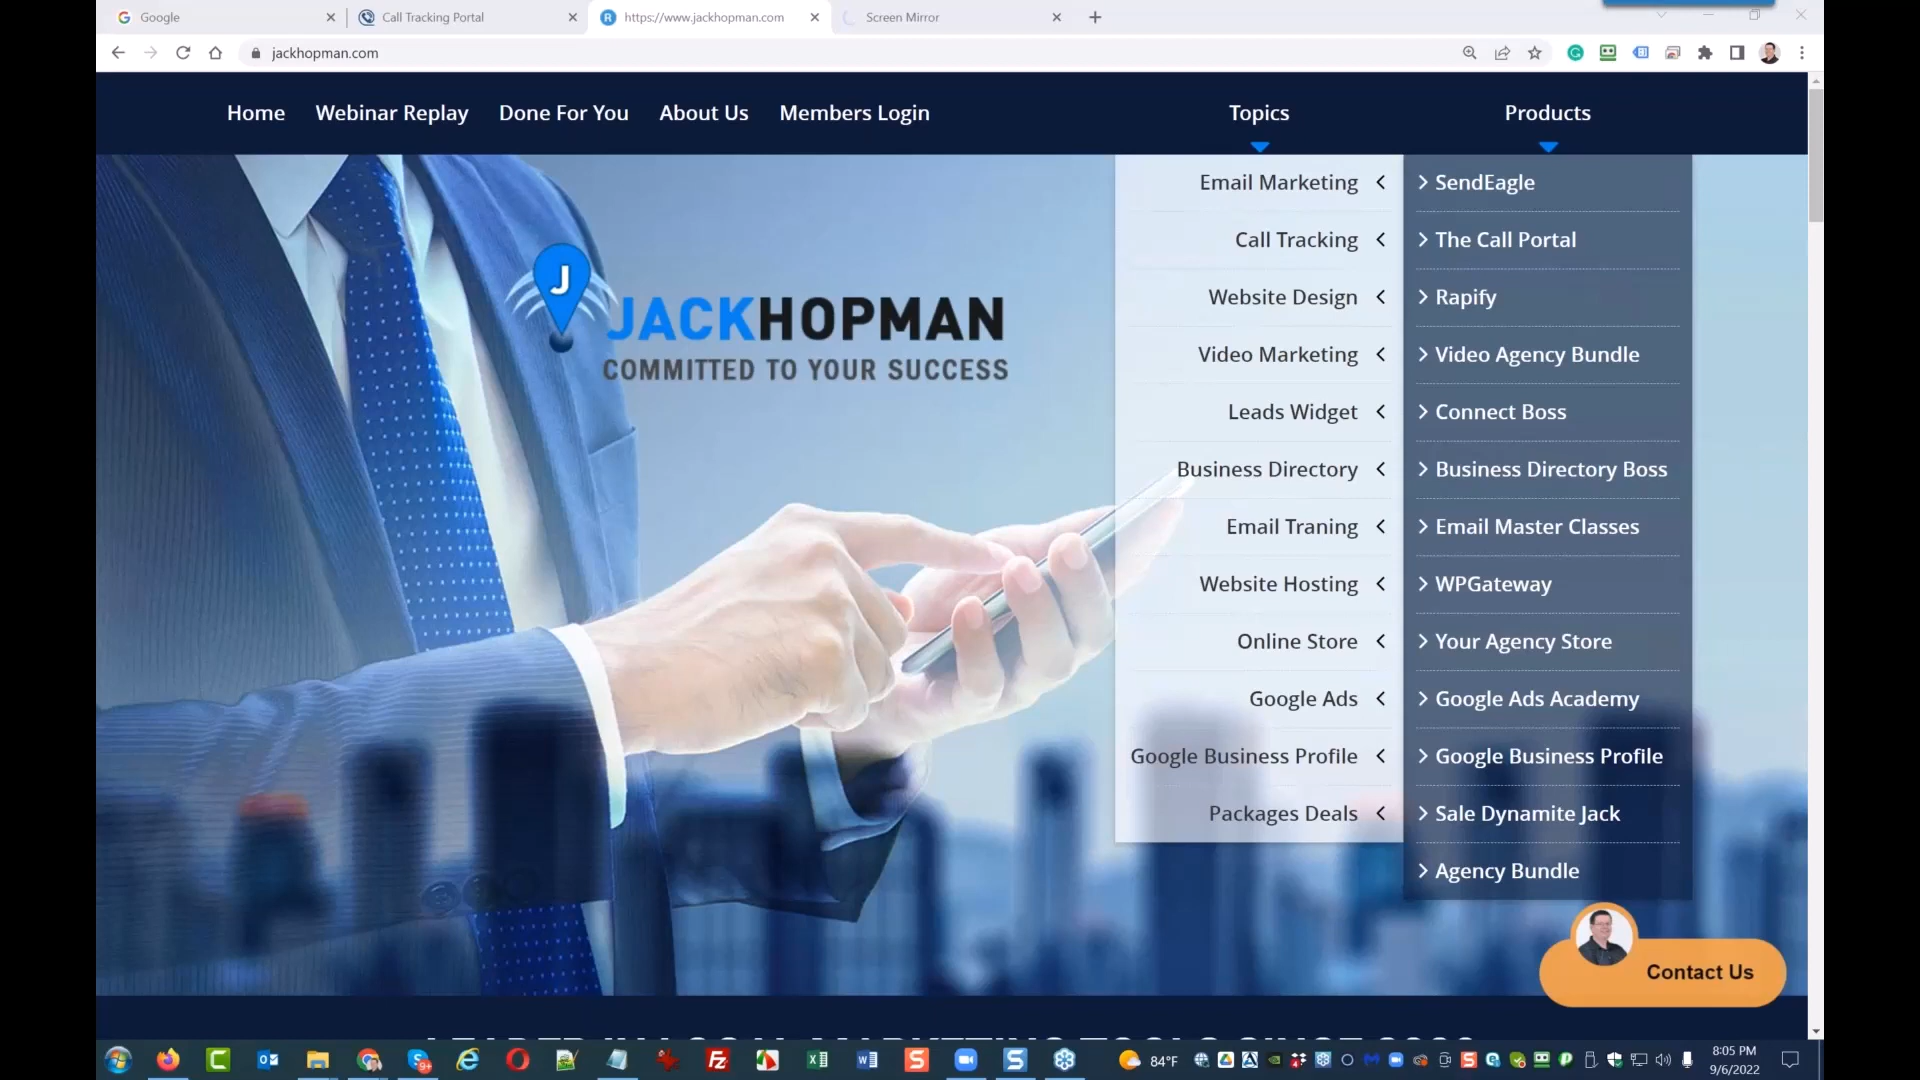 Google
Call Tracking Portal
https://www.jackhopman.com
Screen Mirror
jackhopman.com
Home
Webinar Replay
Done For You
About Us
Members Login
Topics
Products
Email Marketing
SendEagle
Call Tracking
The Call Portal
Website Design
Rapify
Video Marketing
Video Agency Bundle
Leads Widget
Connect Boss
Business Directory
Business Directory Boss
Email Traning
Email Master Classes
Website Hosting
WPGateway
Online Store
Your Agency Store
Google Ads
Google Ads Academy
Google Business Profile
Google Business Profile
Packages Deals
Sale Dynamite Jack
Agency Bundle
J
JACKHOPMAN
COMMITTED TO YOUR SUCCESS
Contact Us
84°F
8:05 PM
9/6/2022